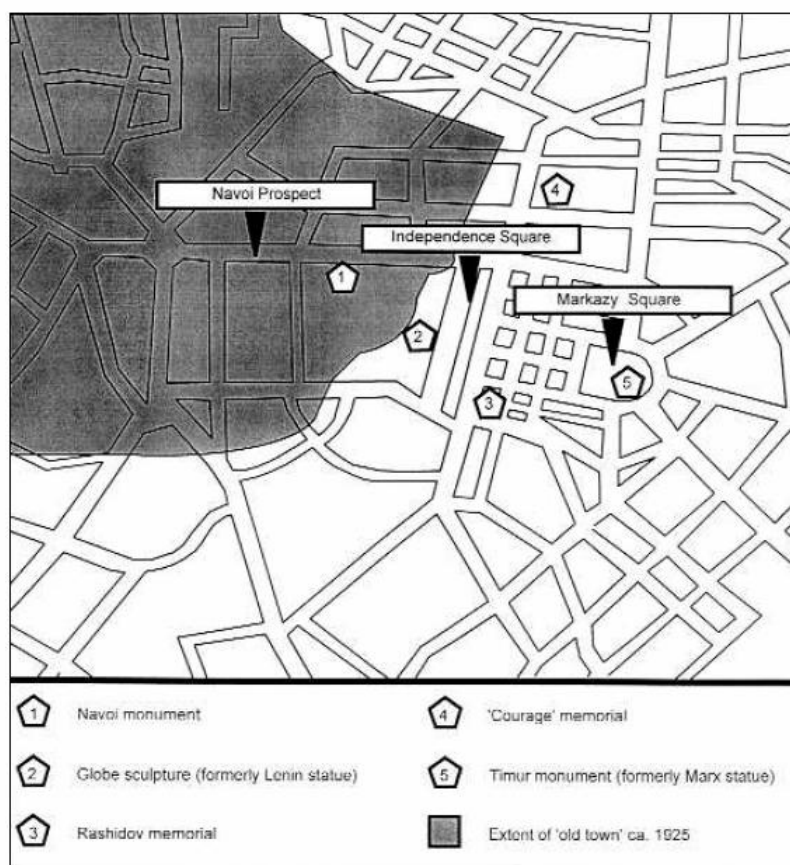 Navoi Prospect
4
Independence Square
1
Markazy Square
2
5
3
1 Navoi monument
2 Globe sculpture (formerly Lenin statue)
3 Rashidov memorial
4 'Courage' memorial
5 Timur monument (formerly Marx statue)
Extent of 'old town' ca. 1925